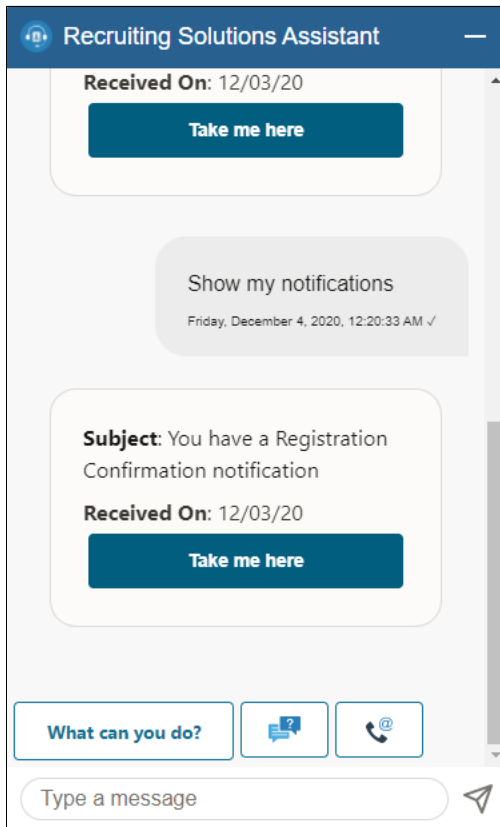 Recruiting Solutions Assistant
Received On: 12/03/20
Take me here
Show my notifications
Friday, December 4, 2020, 12:20:33 AM ✓
Subject: You have a Registration
Confirmation notification
Received On: 12/03/20
Take me here
What can you do?
?
@
Type a message